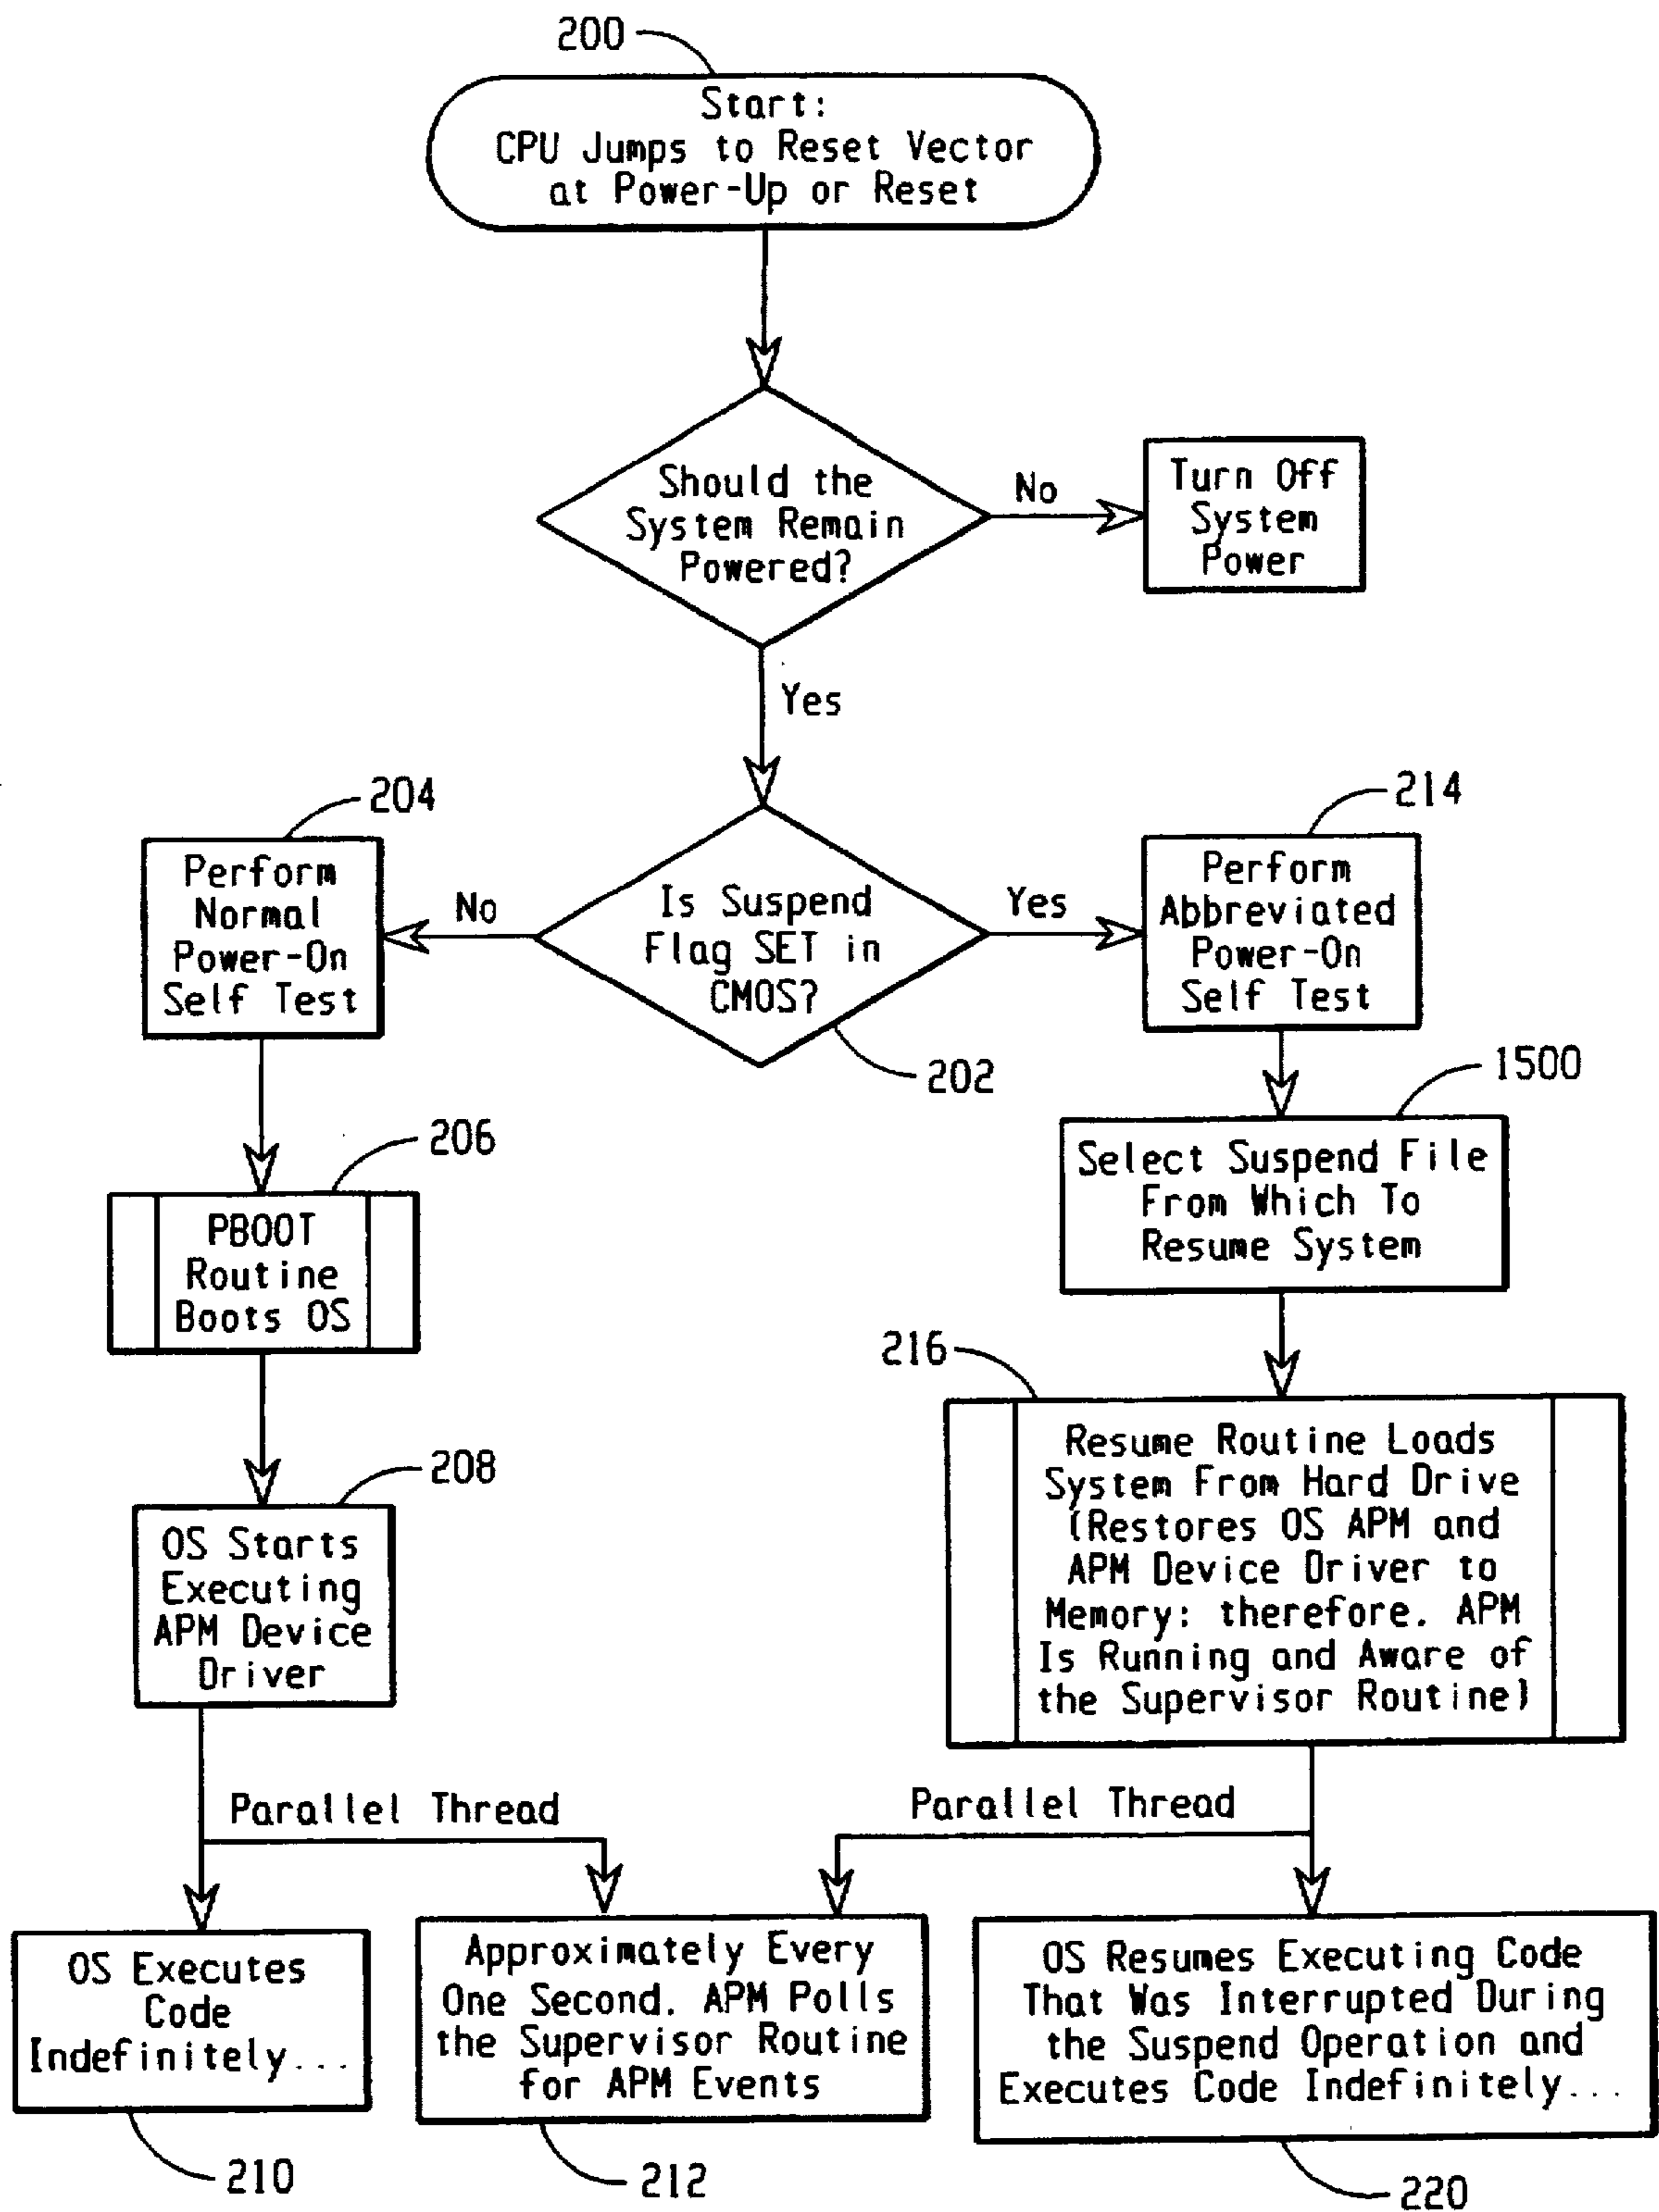 200
Start:
CPU Jumps to Reset Vector
at Power-Up or Reset
Should the
System Remain
Powered?
No
Turn Off
System
Power
Yes
204
Perform
Normal
Power-On
Self Test
No
Is Suspend
Flag SET in
CMOS?
202
Yes
214
Perform
Abbreviated
Power-On
Self Test
206
PBOOT
Routine
Boots OS
1500
Select Suspend File
From Which To
Resume System
208
OS Starts
Executing
APM Device
Driver
216
Resume Routine Loads
System From Hard Drive
(Restores OS APM and
APM Device Driver to
Memory: therefore. APM
Is Running and Aware of
the Supervisor Routine)
Parallel Thread
Parallel Thread
OS Executes
Code
Indefinitely...
210
Approximately Every
One Second. APM Polls
the Supervisor Routine
for APM Events
212
OS Resumes Executing Code
That Was Interrupted During
the Suspend Operation and
Executes Code Indefinitely...
220